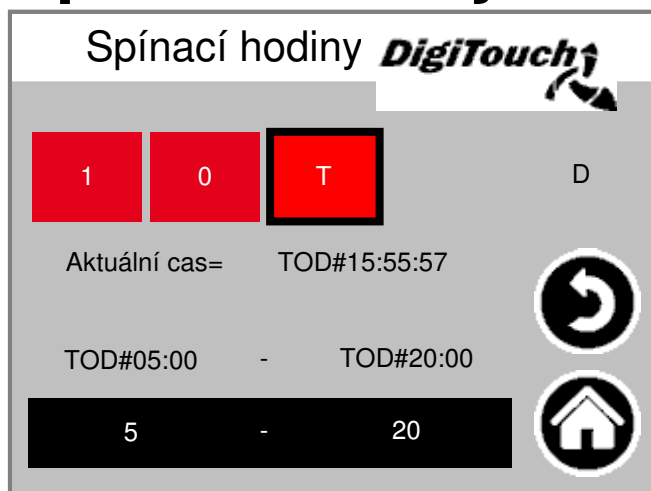 Spínací hodiny DigiTouch
1 0 T D
Aktuální cas= TOD#15:55:57
TOD#05:00 - TOD#20:00
5 - 20